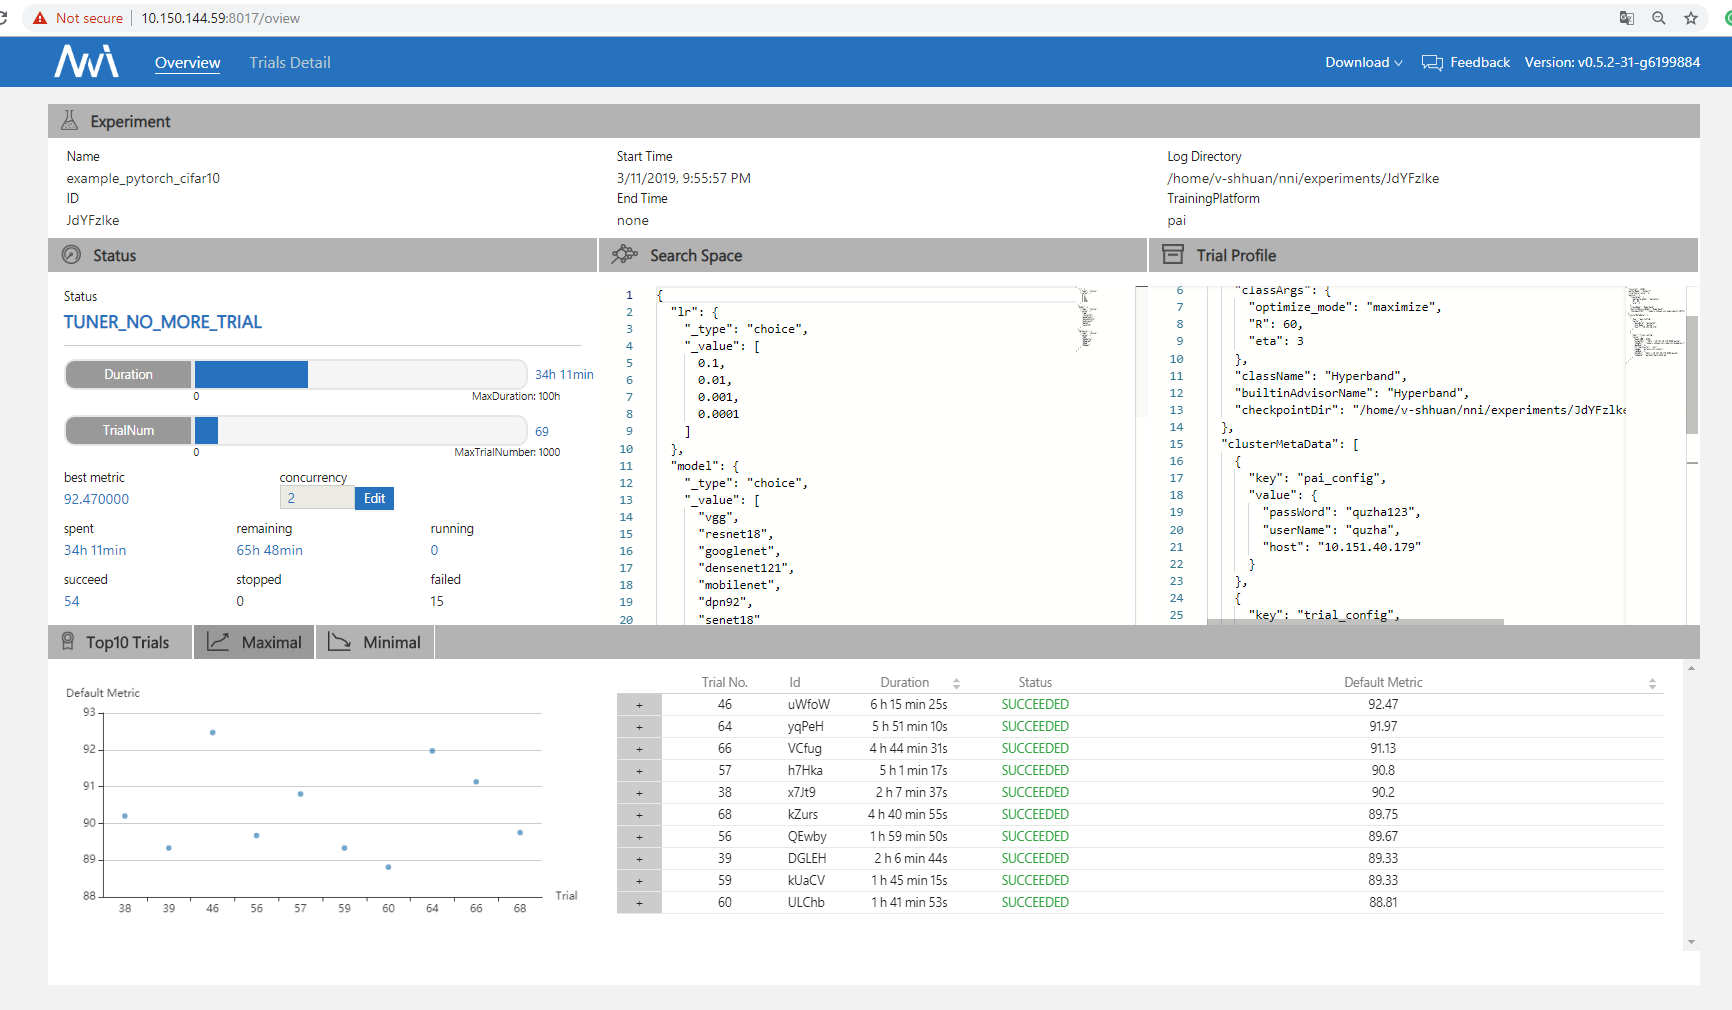 Not secure | 10.150.144.59:8017/oview
Overview Trials Detail Download Feedback Version: v0.5.2-31-g6199884
Experiment
Name
example_pytorch_cifar10
ID
JdYFzlke
Start Time
3/11/2019, 9:55:57 PM
End Time
none
Log Directory
/home/v-shhuan/nni/experiments/JdYFzlke
TrainingPlatform
pai
Status
Status
TUNER_NO_MORE_TRIAL
Duration 34h 11min
0 MaxDuration: 100h
TrialNum 69
0 MaxTrialNumber: 1000
best metric concurrency
92.470000 2 Edit
spent remaining running
34h 11min 65h 48min 0
succeed stopped failed
54 0 15
Search Space
1 {
2 "lr": {
3 "_type": "choice",
4 "_value": [
5 0.1,
6 0.01,
7 0.001,
8 0.0001
9 ]
10 },
11 "model": {
12 "_type": "choice",
13 "_value": [
14 "vgg",
15 "resnet18",
16 "googlenet",
17 "densenet121",
18 "mobilenet",
19 "dpn92",
20 "senet18"
Trial Profile
6 "classArgs": {
7 "optimize_mode": "maximize",
8 "R": 60,
9 "eta": 3
10 },
11 "className": "Hyperband",
12 "builtinAdvisorName": "Hyperband",
13 "checkpointDir": "/home/v-shhuan/nni/experiments/JdYFzlke
14 },
15 "clusterMetaData": [
16 {
17 "key": "pai_config",
18 "value": {
19 "passWord": "quzha123",
20 "userName": "quzha",
21 "host": "10.151.40.179"
22 }
23 },
24 {
25 "key": "trial_config",
Top10 Trials Maximal Minimal
Default Metric
93
92
91
90
89
88
38 39 46 56 57 59 60 64 66 68
Trial
Trial No. Id Duration Status Default Metric
+ 46 uWfoW 6 h 15 min 25s SUCCEEDED 92.47
+ 64 yqPeH 5 h 51 min 10s SUCCEEDED 91.97
+ 66 VCfug 4 h 44 min 31s SUCCEEDED 91.13
+ 57 h7Hka 5 h 1 min 17s SUCCEEDED 90.8
+ 38 x7Jt9 2 h 7 min 37s SUCCEEDED 90.2
+ 68 kZurs 4 h 40 min 55s SUCCEEDED 89.75
+ 56 QEwby 1 h 59 min 50s SUCCEEDED 89.67
+ 39 DGLEH 2 h 6 min 44s SUCCEEDED 89.33
+ 59 kUaCV 1 h 45 min 15s SUCCEEDED 89.33
+ 60 ULChb 1 h 41 min 53s SUCCEEDED 88.81